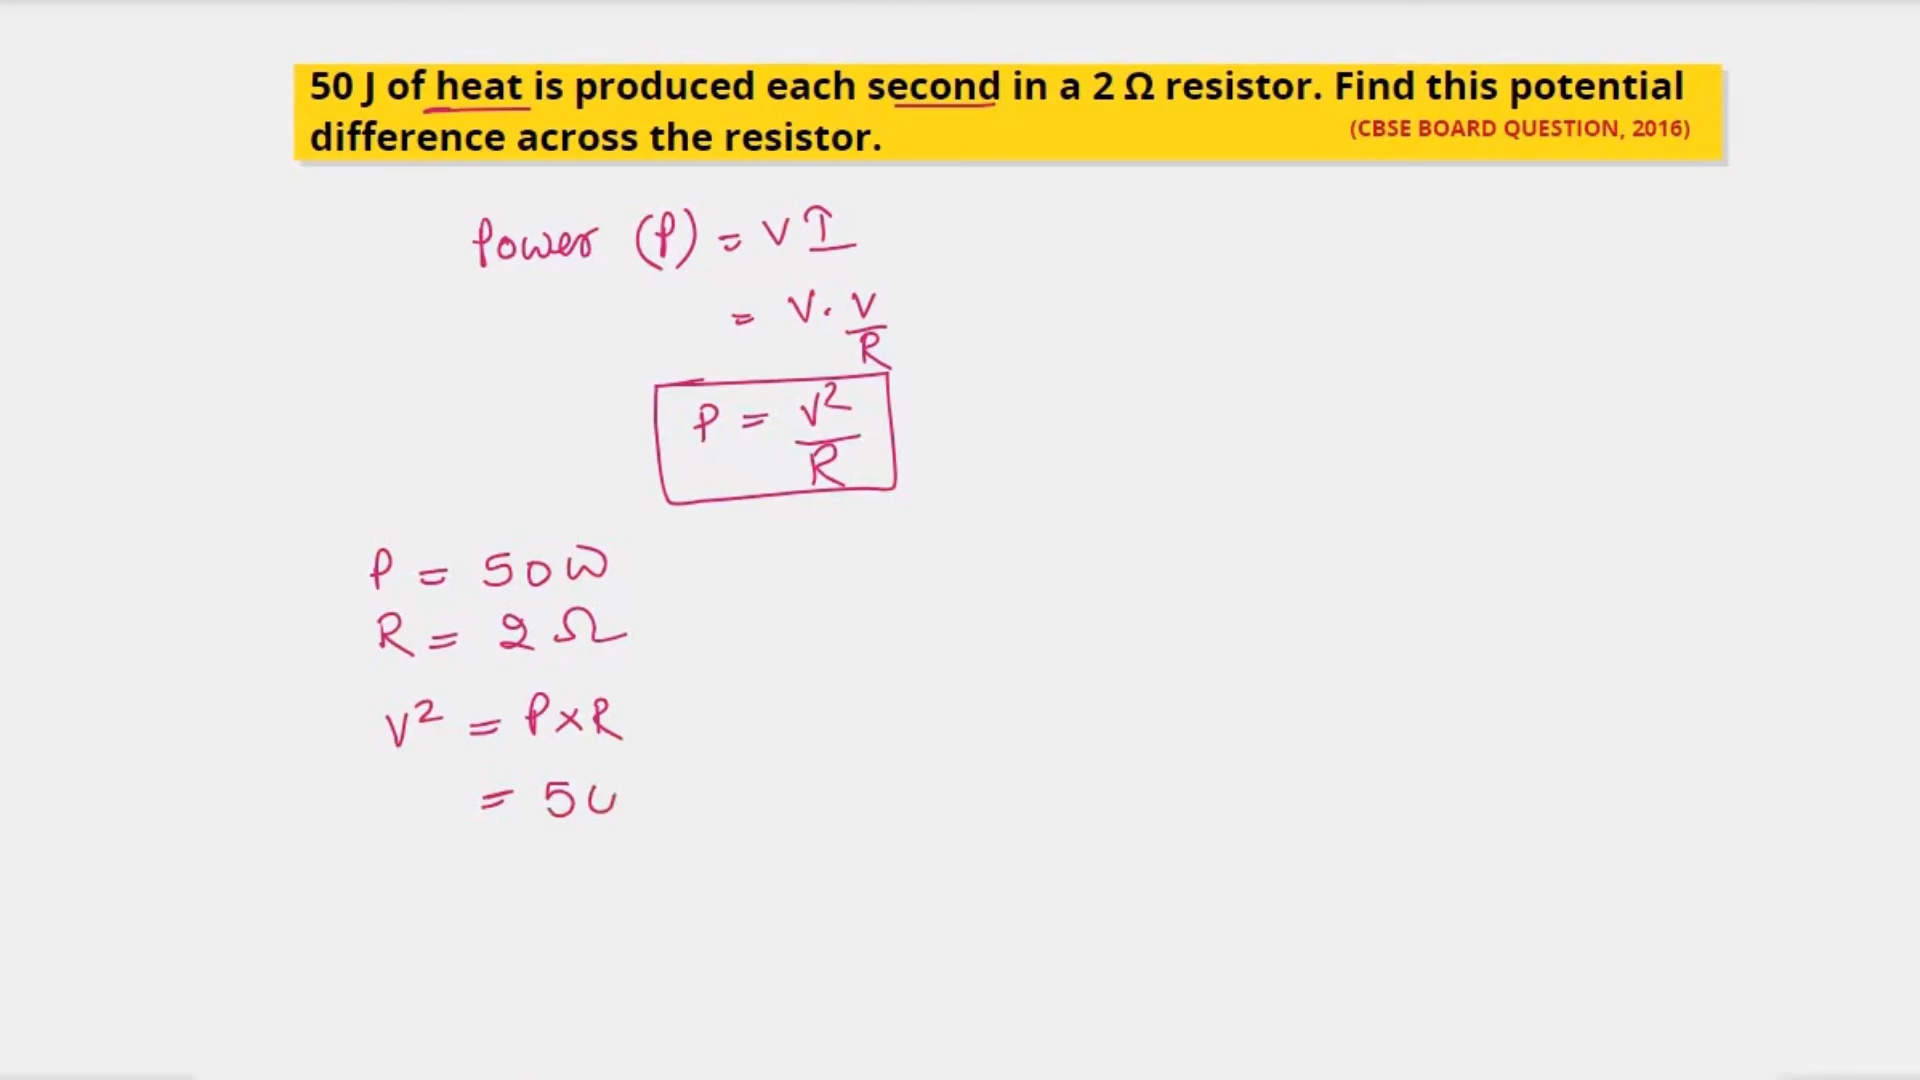 50 J of heat is produced each second in a 2 Ω resistor. Find this potential
difference across the resistor.
(CBSE BOARD QUESTION, 2016)
Power (P) = VI
= V. V/R
P = V²/R
P = 50W
R = 2 Ω
V² = P×R
= 50